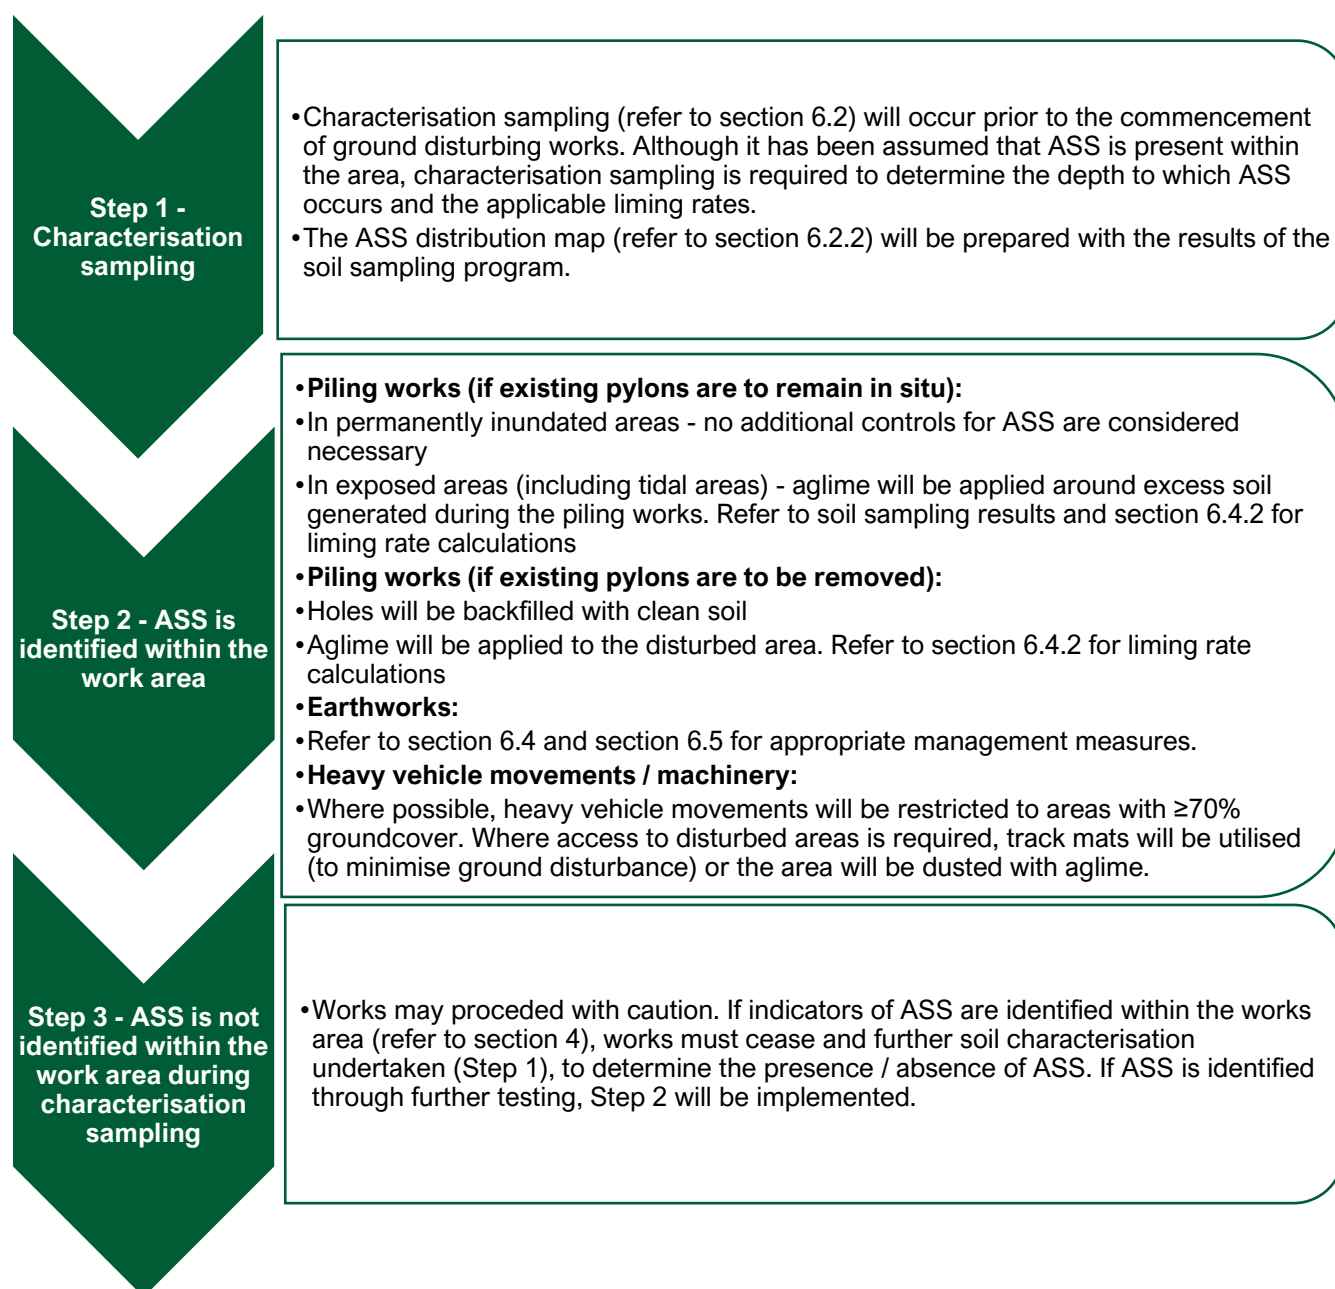 Step 1 -
Characterisation
sampling
•Characterisation sampling (refer to section 6.2) will occur prior to the commencement
of ground disturbing works. Although it has been assumed that ASS is present within
the area, characterisation sampling is required to determine the depth to which ASS
occurs and the applicable liming rates.
•The ASS distribution map (refer to section 6.2.2) will be prepared with the results of the
soil sampling program.
Step 2 - ASS is
identified within the
work area
•Piling works (if existing pylons are to remain in situ):
•In permanently inundated areas - no additional controls for ASS are considered
necessary
•In exposed areas (including tidal areas) - aglime will be applied around excess soil
generated during the piling works. Refer to soil sampling results and section 6.4.2 for
liming rate calculations
•Piling works (if existing pylons are to be removed):
•Holes will be backfilled with clean soil
•Aglime will be applied to the disturbed area. Refer to section 6.4.2 for liming rate
calculations
•Earthworks:
•Refer to section 6.4 and section 6.5 for appropriate management measures.
•Heavy vehicle movements / machinery:
•Where possible, heavy vehicle movements will be restricted to areas with ≥70%
groundcover. Where access to disturbed areas is required, track mats will be utilised
(to minimise ground disturbance) or the area will be dusted with aglime.
Step 3 - ASS is not
identified within the
work area during
characterisation
sampling
•Works may proceded with caution. If indicators of ASS are identified within the works
area (refer to section 4), works must cease and further soil characterisation
undertaken (Step 1), to determine the presence / absence of ASS. If ASS is identified
through further testing, Step 2 will be implemented.